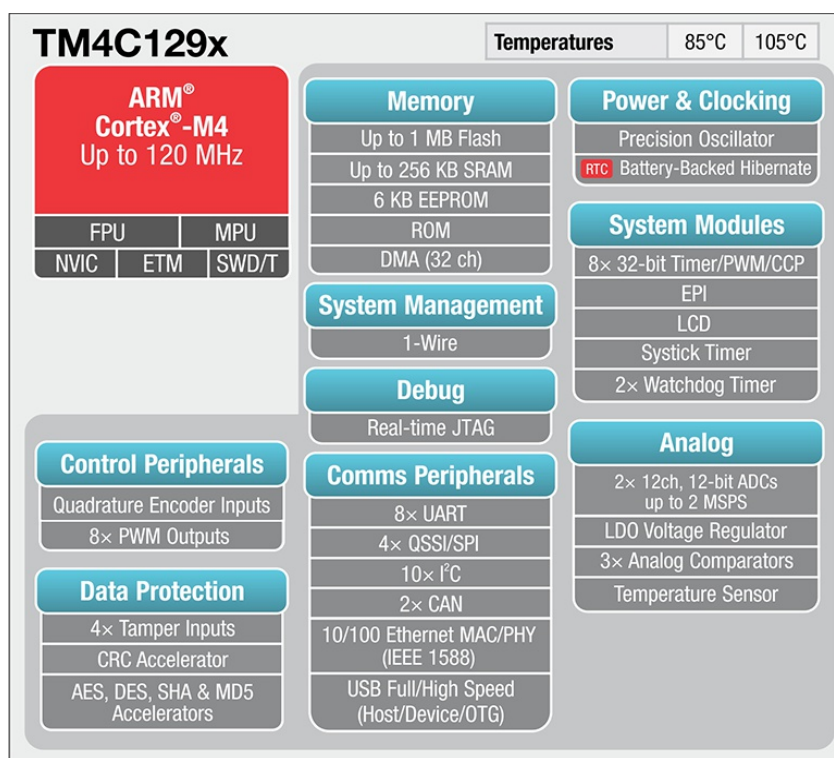 TM4C129x
Temperatures 85°C 105°C
ARM®
Cortex®-M4
Up to 120 MHz
FPU MPU
NVIC ETM SWD/T
Memory
Up to 1 MB Flash
Up to 256 KB SRAM
6 KB EEPROM
ROM
DMA (32 ch)
System Management
1-Wire
Debug
Real-time JTAG
Power & Clocking
Precision Oscillator
RTC Battery-Backed Hibernate
System Modules
8× 32-bit Timer/PWM/CCP
EPI
LCD
Systick Timer
2× Watchdog Timer
Control Peripherals
Quadrature Encoder Inputs
8× PWM Outputs
Data Protection
4× Tamper Inputs
CRC Accelerator
AES, DES, SHA & MD5
Accelerators
Comms Peripherals
8× UART
4× QSSI/SPI
10× I²C
2× CAN
10/100 Ethernet MAC/PHY
(IEEE 1588)
USB Full/High Speed
(Host/Device/OTG)
Analog
2× 12ch, 12-bit ADCs
up to 2 MSPS
LDO Voltage Regulator
3× Analog Comparators
Temperature Sensor